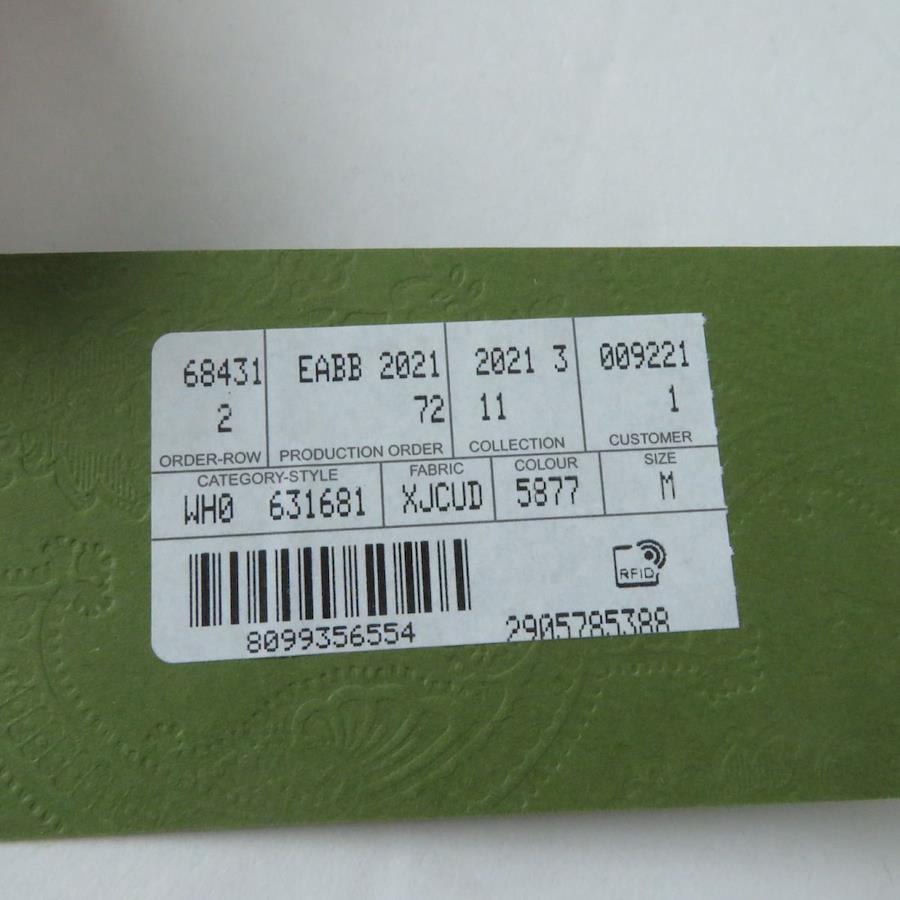 68431 EABB 2021 2021 3 009221
2 72 11 1
ORDER-ROW PRODUCTION ORDER COLLECTION CUSTOMER
CATEGORY-STYLE FABRIC COLOUR SIZE
WH0 631681 XJCUD 5877 M
RFID
8099356554 2905785388